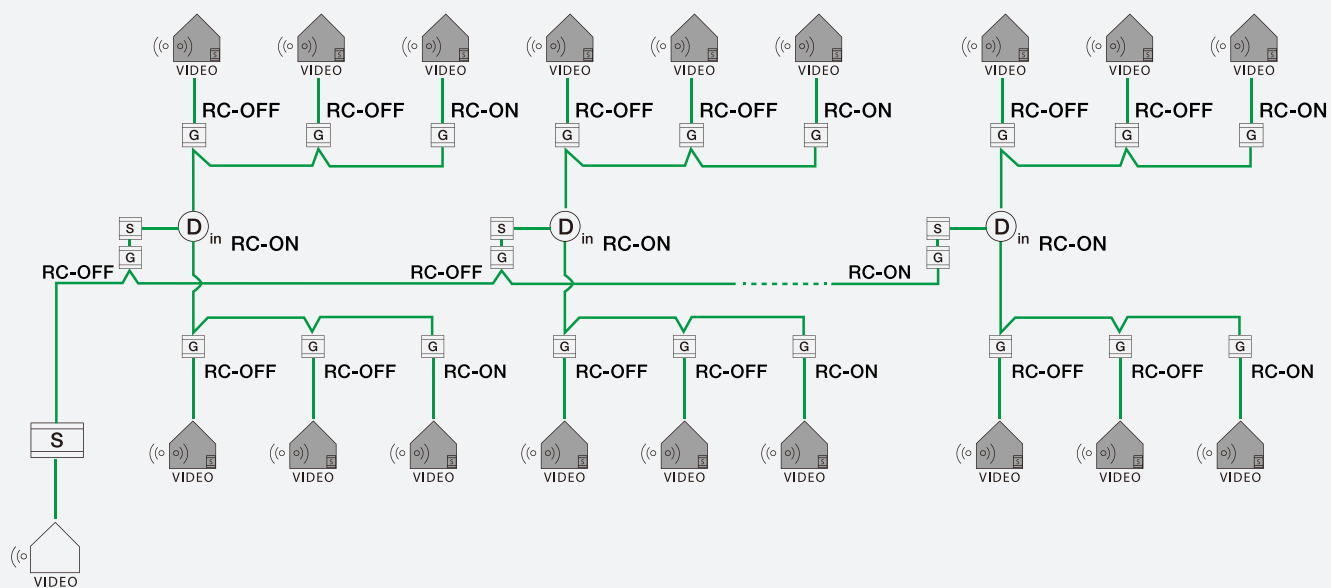 VIDEO VIDEO VIDEO VIDEO VIDEO VIDEO VIDEO VIDEO VIDEO
S S S S S S S S S
RC-OFF RC-OFF RC-ON RC-OFF RC-OFF RC-ON RC-OFF RC-OFF RC-ON
G G G G G G G G G
S D in RC-ON S D in RC-ON S D in RC-ON
G G G
RC-OFF RC-OFF RC-ON
G G G G G G G G G
RC-OFF RC-OFF RC-ON RC-OFF RC-OFF RC-ON RC-OFF RC-OFF RC-ON
S
S S S S S S S S S
VIDEO VIDEO VIDEO VIDEO VIDEO VIDEO VIDEO VIDEO VIDEO
VIDEO